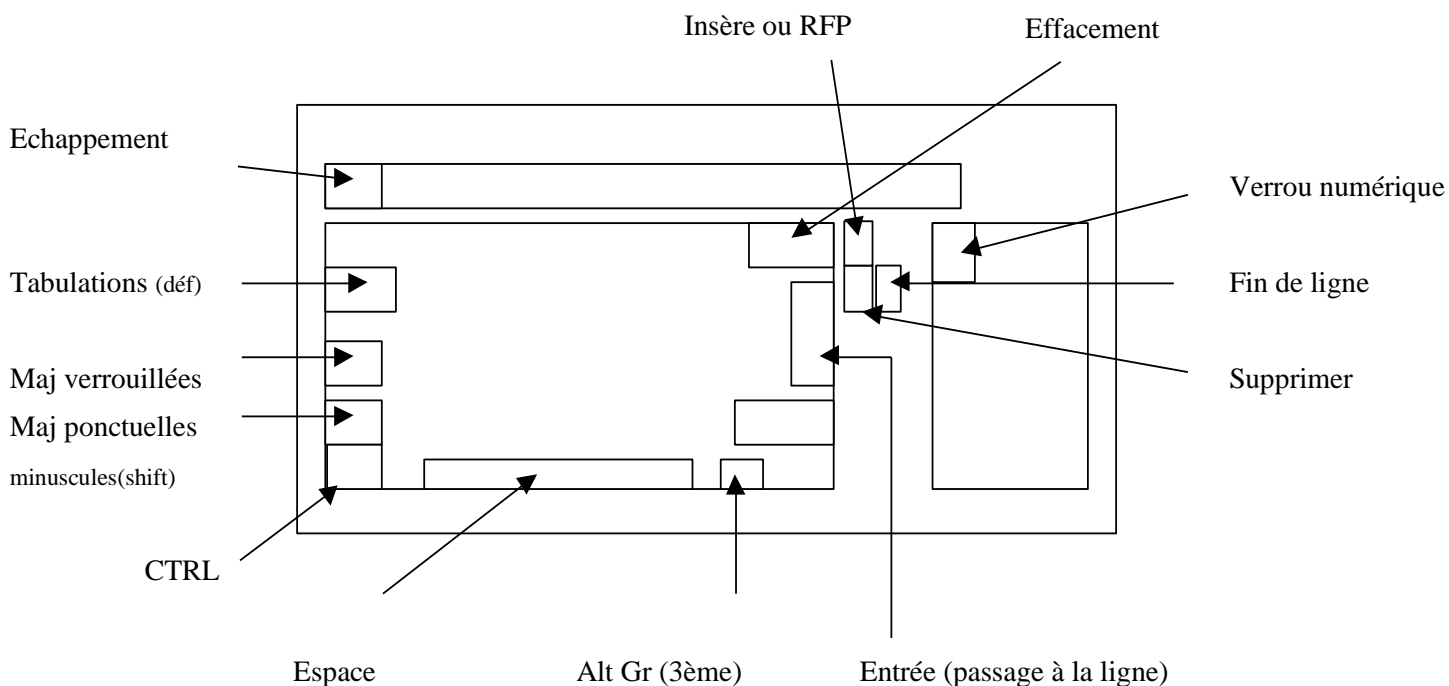 Insère ou RFP
Effacement
Echappement
Verrou numérique
Tabulations (déf)
Fin de ligne
Maj verrouillées
Supprimer
Maj ponctuelles
minuscules(shift)
CTRL
Espace
Alt Gr (3ème)
Entrée (passage à la ligne)